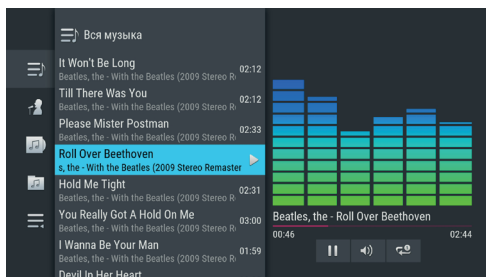 Вся музыка
It Won't Be Long
Beatles, the - With the Beatles (2009 Stereo R
02:12
Till There Was You
Beatles, the - With the Beatles (2009 Stereo R
02:12
Please Mister Postman
Beatles, the - With the Beatles (2009 Stereo R
02:33
Roll Over Beethoven
s, the - With the Beatles (2009 Stereo Remaster
Hold Me Tight
Beatles, the - With the Beatles (2009 Stereo R
02:31
You Really Got A Hold On Me
Beatles, the - With the Beatles (2009 Stereo R
03:00
I Wanna Be Your Man
Beatles, the - With the Beatles (2009 Stereo R
01:59
Devil In Her Heart
Beatles, the - Roll Over Beethoven
00:46
02:44